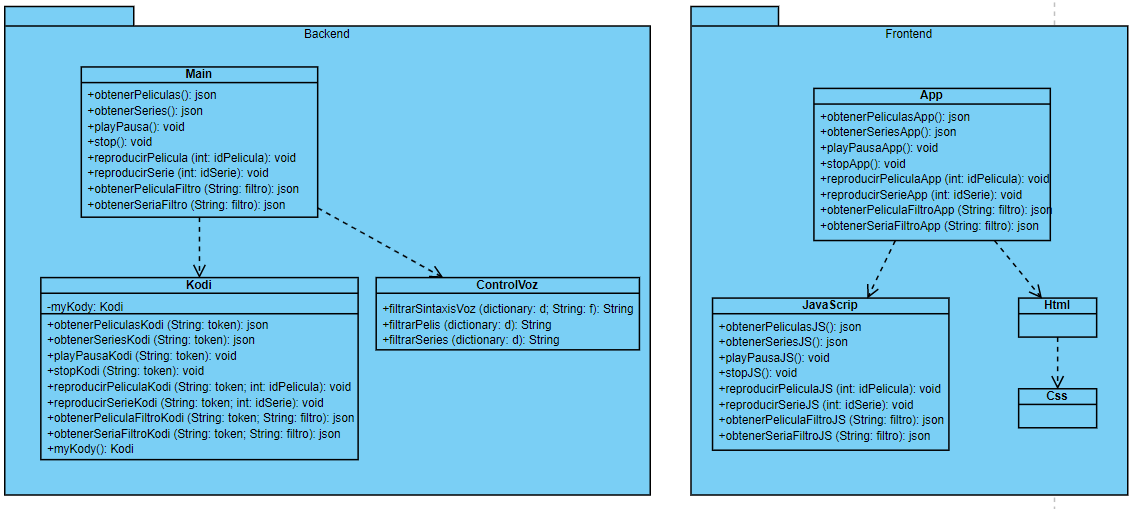 Backend
Main
+obtenerPeliculas(): json
+obtenerSeries(): json
+playPausa(): void
+stop(): void
+reproducirPelicula (int: idPelicula): void
+reproducirSerie (int: idSerie): void
+obtenerPeliculaFiltro (String: filtro): json
+obtenerSeriaFiltro (String: filtro): json
Kodi
-myKody: Kodi
+obtenerPeliculasKodi (String: token): json
+obtenerSeriesKodi (String: token): json
+playPausaKodi (String: token): void
+stopKodi (String: token): void
+reproducirPeliculaKodi (String: token; int: idPelicula): void
+reproducirSerieKodi (String: token; int: idSerie): void
+obtenerPeliculaFiltroKodi (String: token; String: filtro): json
+obtenerSeriaFiltroKodi (String: token; String: filtro): json
+myKody(): Kodi
ControlVoz
+filtrarSintaxisVoz (dictionary: d; String: f): String
+filtrarPelis (dictionary: d): String
+filtrarSeries (dictionary: d): String
Frontend
App
+obtenerPeliculasApp(): json
+obtenerSeriesApp(): json
+playPausaApp(): void
+stopApp(): void
+reproducirPeliculaApp (int: idPelicula): void
+reproducirSerieApp (int: idSerie): void
+obtenerPeliculaFiltroApp (String: filtro): json
+obtenerSeriaFiltroApp (String: filtro): json
JavaScrip
+obtenerPeliculasJS(): json
+obtenerSeriesJS(): json
+playPausaJS(): void
+stopJS(): void
+reproducirPeliculaJS (int: idPelicula): void
+reproducirSerieJS (int: idSerie): void
+obtenerPeliculaFiltroJS (String: filtro): json
+obtenerSeriaFiltroJS (String: filtro): json
Html
Css